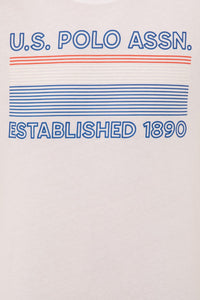 U.S. POLO ASSN.
ESTABLISHED 1890